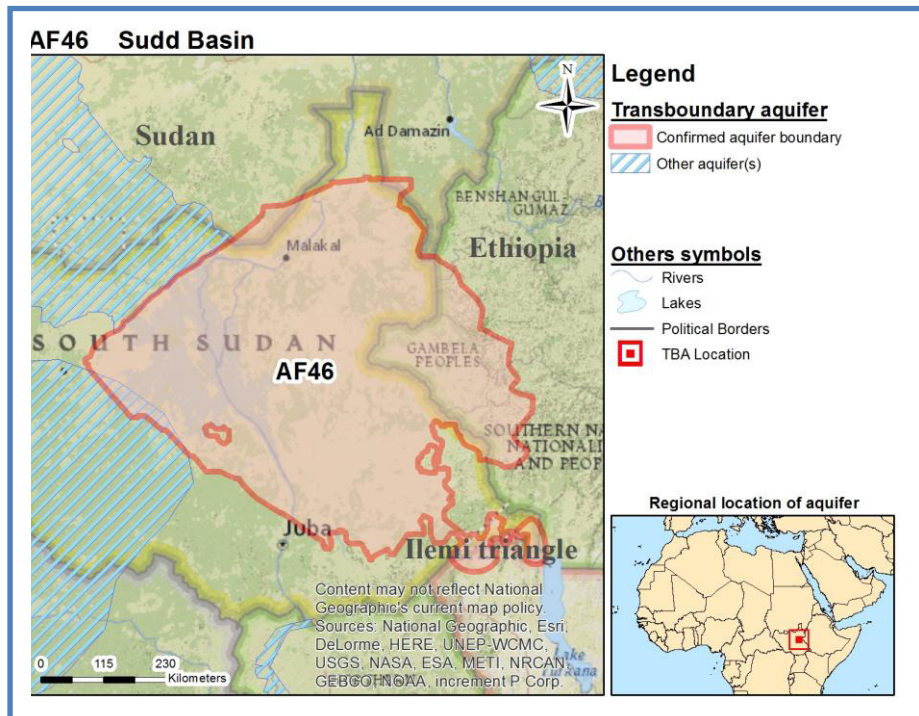 AF46 Sudd Basin
N
Sudan
Ad Damazin
BENSHANGUL-
GUMAZ
Ethiopia
Malakal
SOUTH SUDAN
GAMBELA
PEOPLES
AF46
SOUTHERN NA
NATIONALI
AND PEOP
Juba
Ilemi triangle
Content may not reflect National
Geographic's current map policy.
Sources: National Geographic, Esri,
DeLorme, HERE, UNEP-WCMC,
USGS, NASA, ESA, METI, NRCAN,
GEBCO, NOAA, increment P Corp.
Lake
Turkana
0 115 230
Kilometers
Legend
Transboundary aquifer
Confirmed aquifer boundary
Other aquifer(s)
Others symbols
Rivers
Lakes
Political Borders
TBA Location
Regional location of aquifer